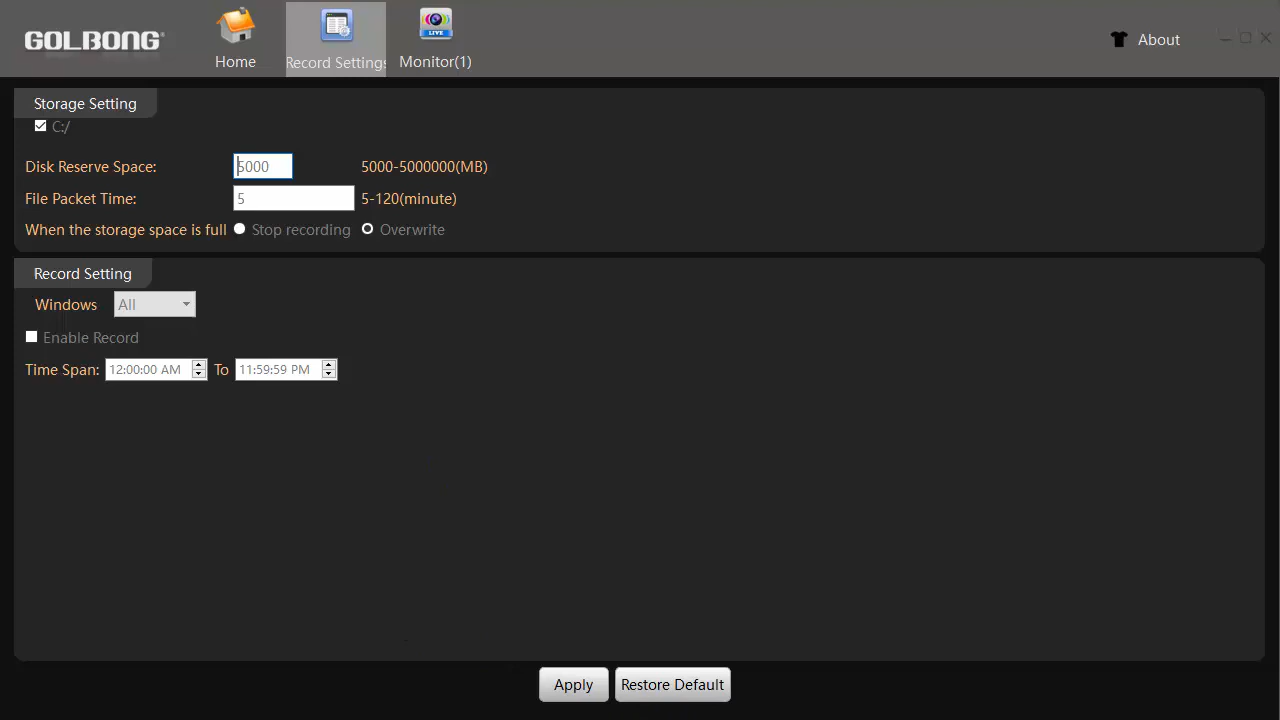 GOLBONG®
Home
Record Settings
LIVE
Monitor(1)
About
Storage Setting
C:/
Disk Reserve Space: 5000 5000-5000000(MB)
File Packet Time: 5 5-120(minute)
When the storage space is full Stop recording Overwrite
Record Setting
Windows All
Enable Record
Time Span: 12:00:00 AM To 11:59:59 PM
Apply Restore Default